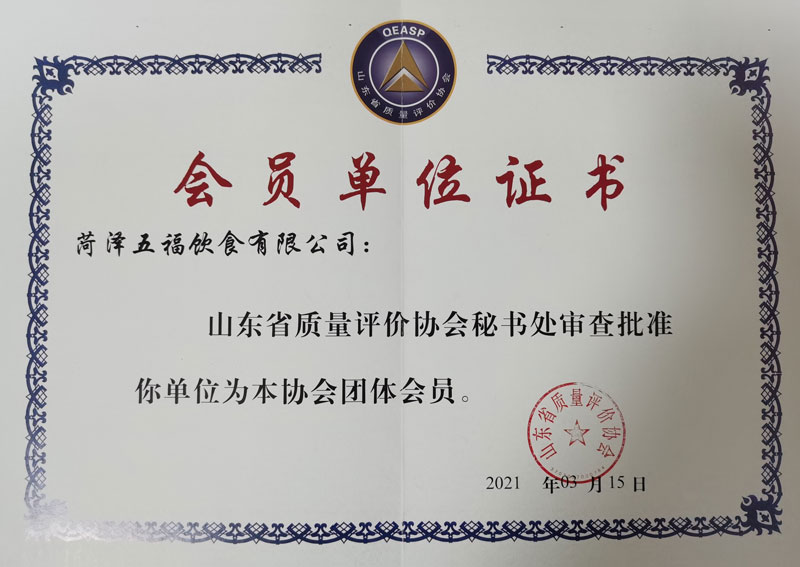 QEASP
山东省质量评价协会
会员单位证书
菏泽五福饮食有限公司：
山东省质量评价协会秘书处审查批准
你单位为本协会团体会员。
山东省质量评价协会
2021 年03 月15日